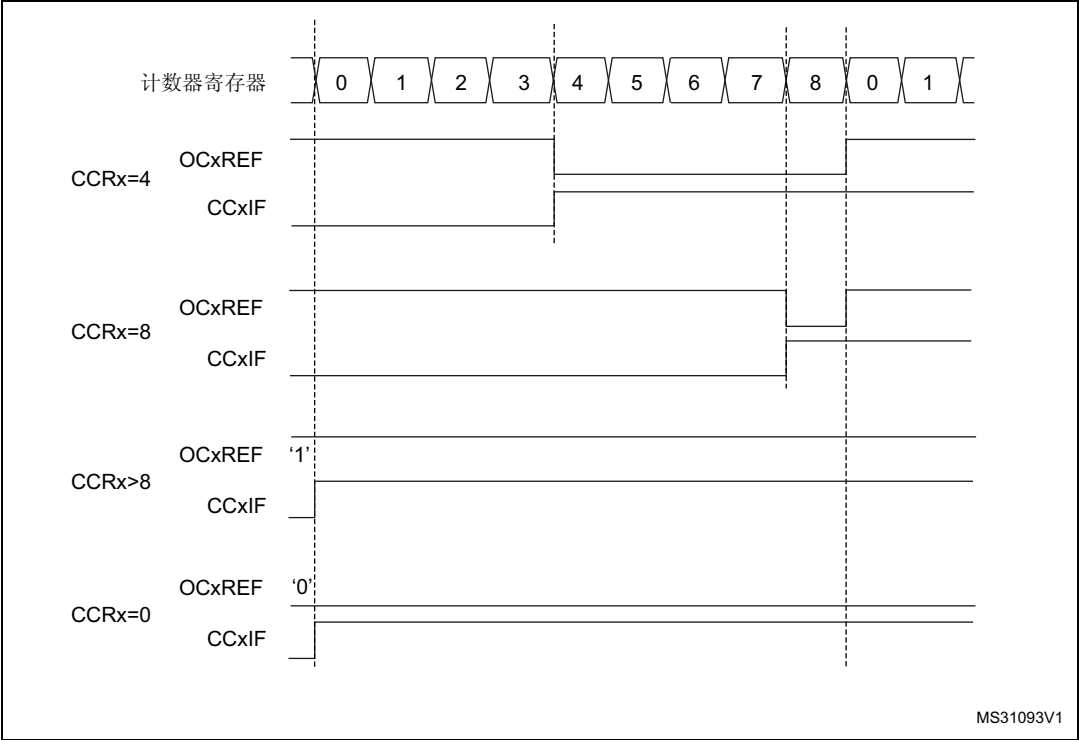 计数器寄存器 0 1 2 3 4 5 6 7 8 0 1
OCxREF
CCRx=4
CCxIF
OCxREF
CCRx=8
CCxIF
OCxREF ‘1’
CCRx>8
CCxIF
OCxREF ‘0’
CCRx=0
CCxIF
MS31093V1